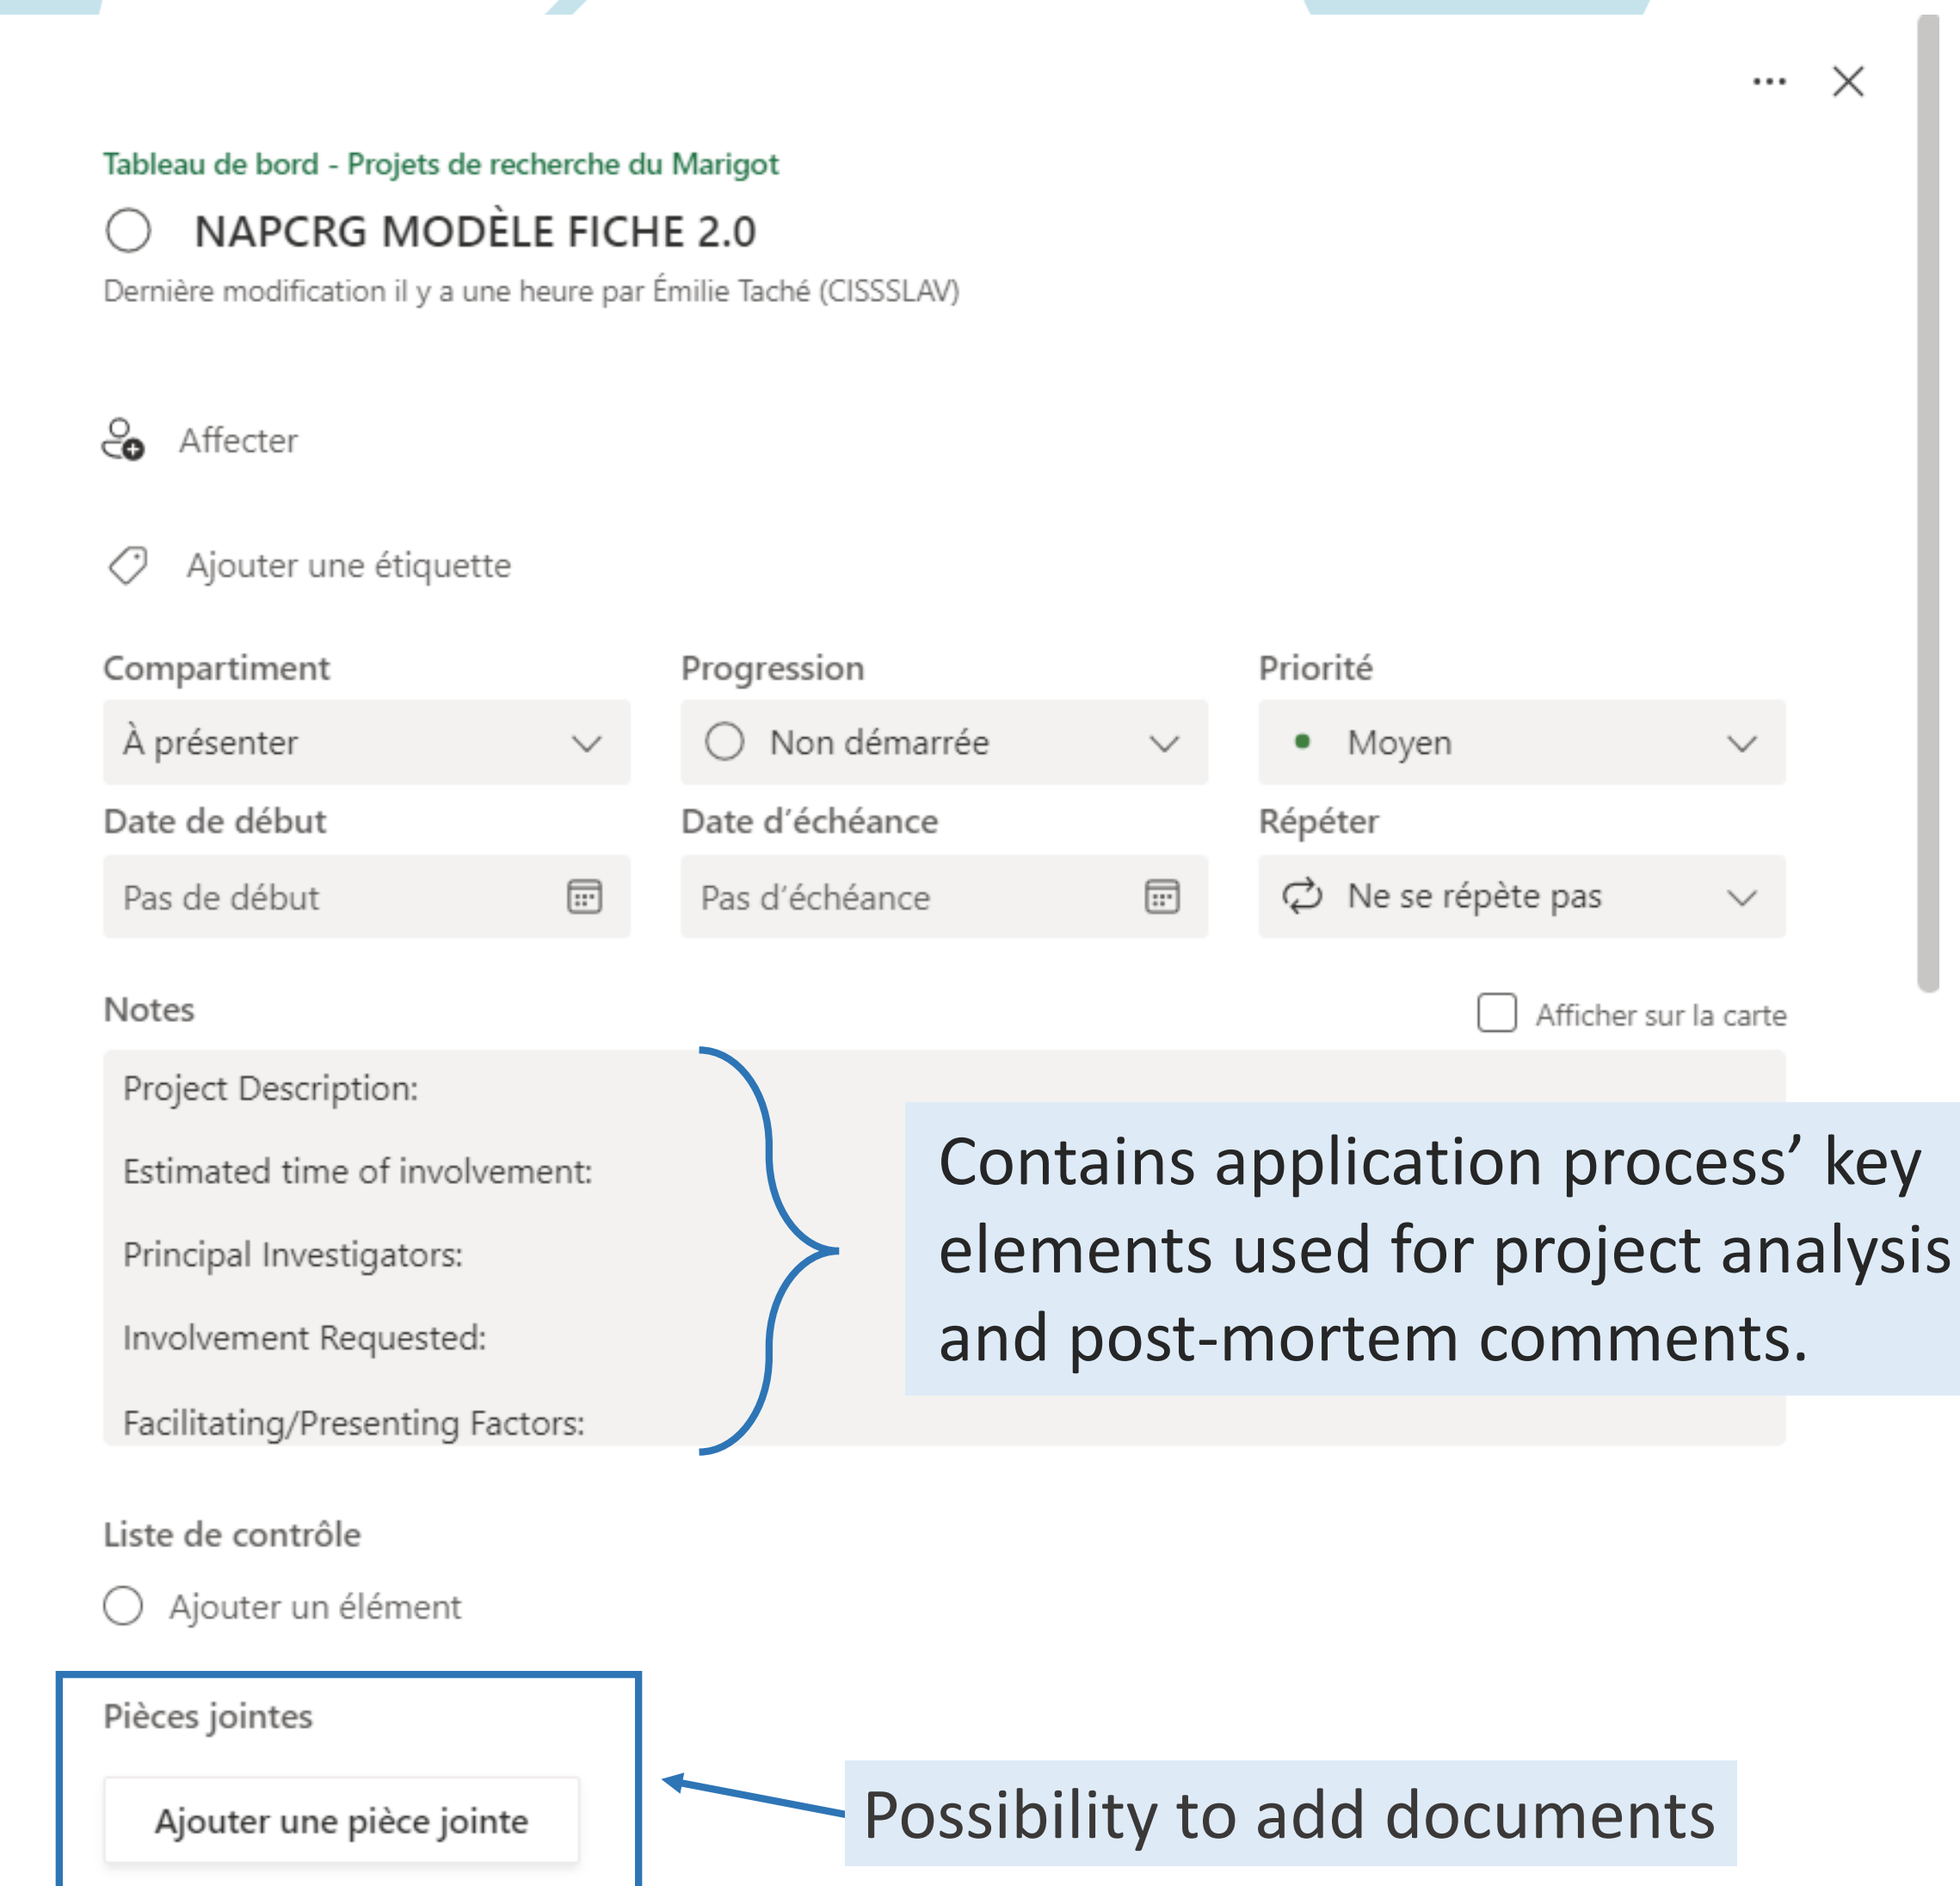 Tableau de bord - Projets de recherche du Marigot
NAPCRG MODÈLE FICHE 2.0
Dernière modification il y a une heure par Émilie Taché (CISSSLAV)
Affecter
Ajouter une étiquette
Compartiment Progression Priorité
À présenter Non démarrée Moyen
Date de début Date d'échéance Répéter
Pas de début Pas d'échéance Ne se répète pas
Notes Afficher sur la carte
Project Description:
Estimated time of involvement:
Principal Investigators:
Involvement Requested:
Facilitating/Presenting Factors:
Contains application process’ key
elements used for project analysis
and post-mortem comments.
Liste de contrôle
Ajouter un élément
Pièces jointes
Ajouter une pièce jointe
Possibility to add documents